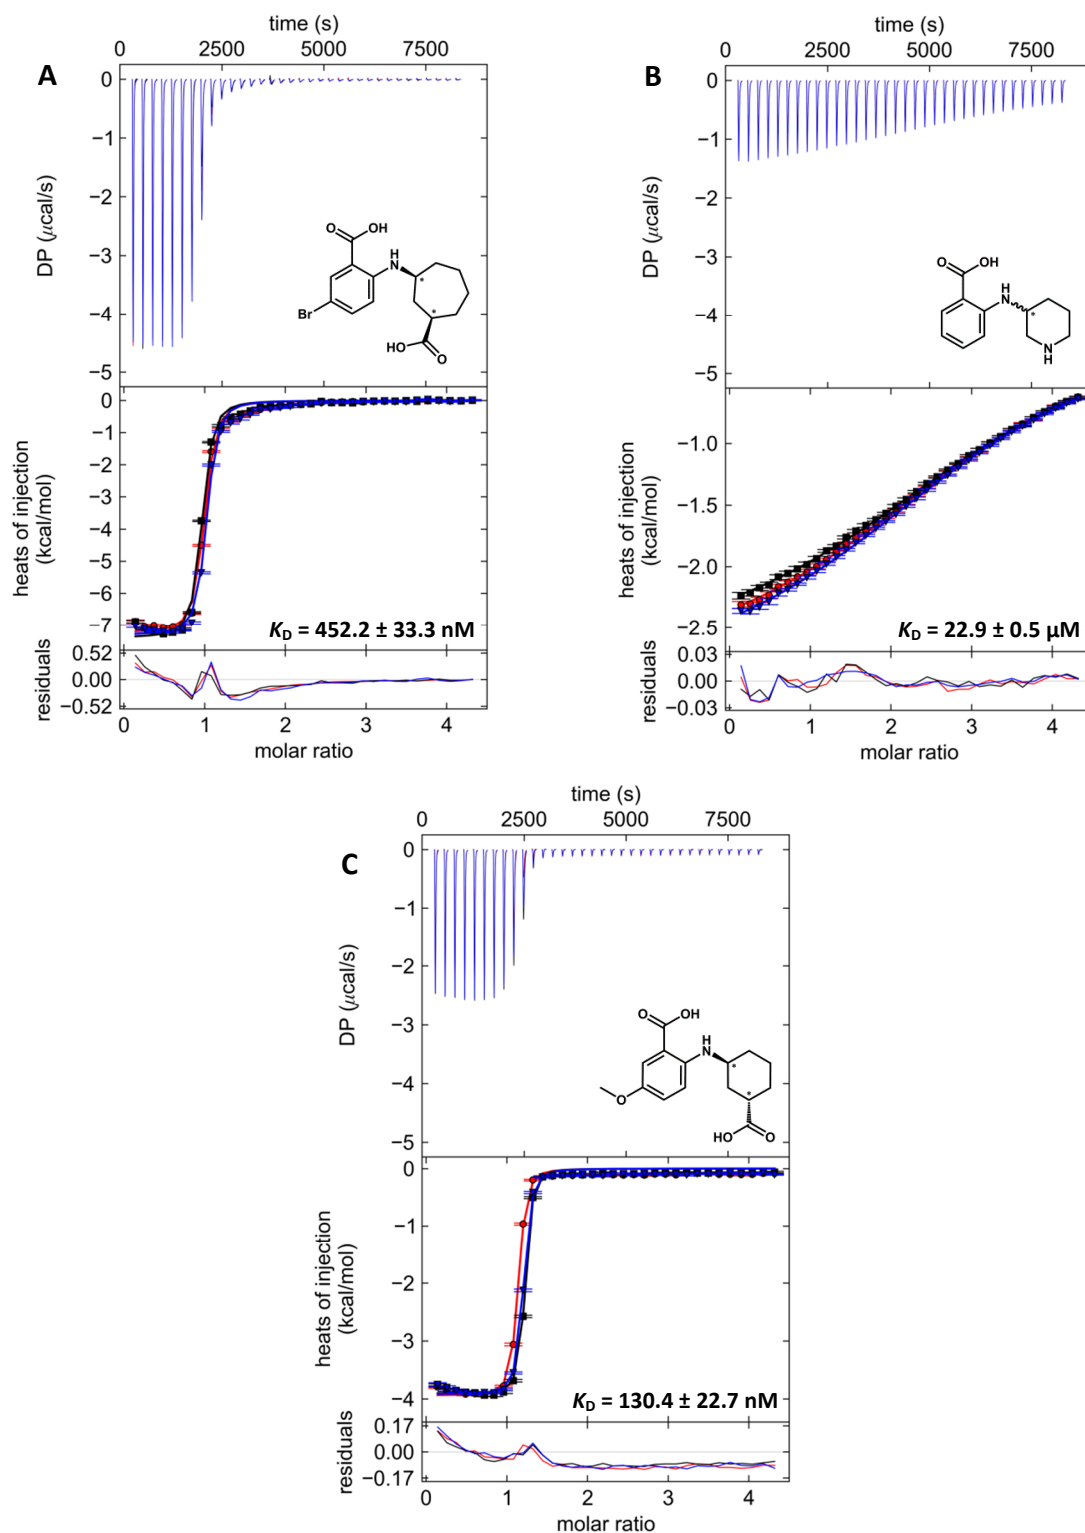 time (s)
0 2500 5000 7500
A
0
−1
−2
−3
−4
−5
DP (μcal/s)
O OH
H
N
*
*
Br
HO O
0
−1
−2
−3
−4
−5
−6
−7
heats of injection
(kcal/mol)
KD = 452.2 ± 33.3 nM
0.52
0.00
−0.52
residuals
0 1 2 3 4
molar ratio
time (s)
0 2500 5000 7500
B
0
−1
−2
−3
−4
−5
DP (μcal/s)
O OH
H
N
*
N
H
−1.0
−1.5
−2.0
−2.5
heats of injection
(kcal/mol)
KD = 22.9 ± 0.5 μM
0.03
0.00
−0.03
residuals
0 1 2 3 4
molar ratio
time (s)
0 2500 5000 7500
C
0
−1
−2
−3
−4
−5
DP (μcal/s)
O OH
H
N
*
*
O
HO O
0
−1
−2
−3
−4
heats of injection
(kcal/mol)
KD = 130.4 ± 22.7 nM
0.17
0.00
−0.17
residuals
0 1 2 3 4
molar ratio